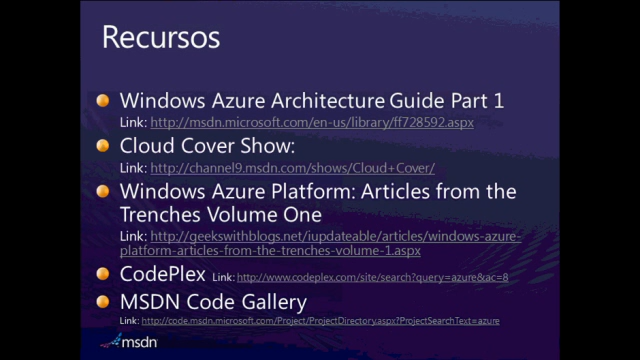 Recursos
Windows Azure Architecture Guide Part 1
Link: http://msdn.microsoft.com/en-us/library/ff728592.aspx
Cloud Cover Show:
Link: http://channel9.msdn.com/shows/Cloud+Cover/
Windows Azure Platform: Articles from the
Trenches Volume One
Link: http://geekswithblogs.net/iupdateable/articles/windows-azure-
platform-articles-from-the-trenches-volume-1.aspx
CodePlex Link: http://www.codeplex.com/site/search?query=azure&ac=8
MSDN Code Gallery
Link: http://code.msdn.microsoft.com/Project/ProjectDirectory.aspx?ProjectSearchText=azure
msdn